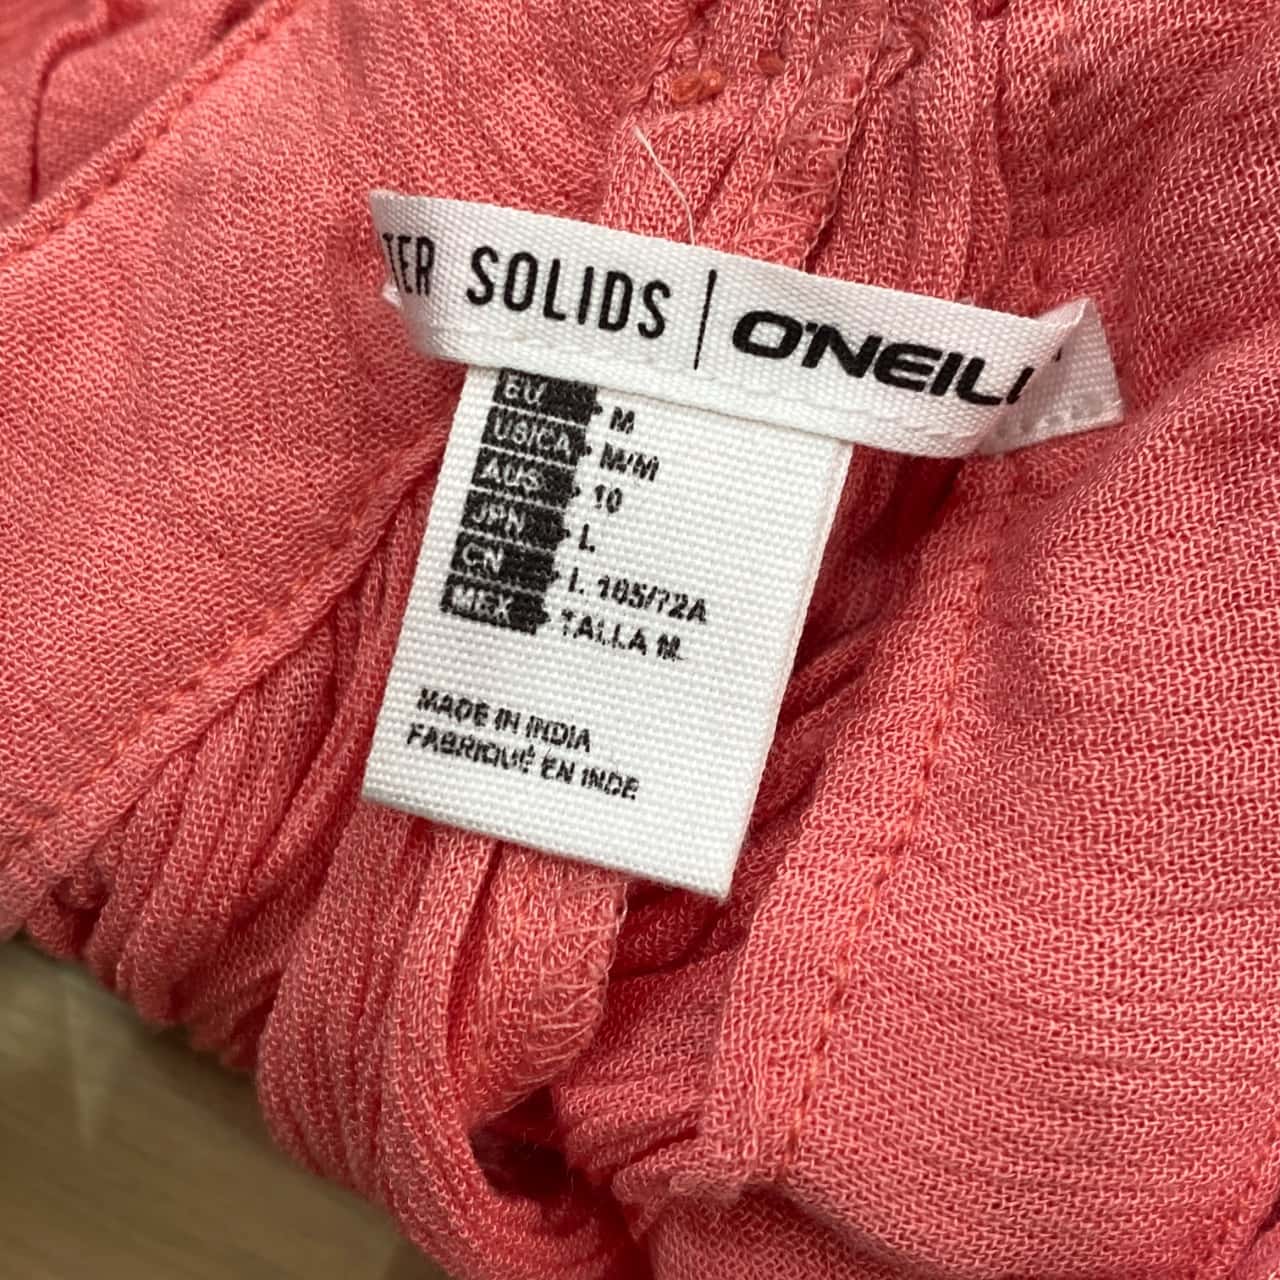 TER SOLIDS | O'NEILL
EU M
US/CA M/M
AUS 10
JPN L
CN L 165/72A
MEX TALLA M
MADE IN INDIA
FABRIQUÉ EN INDE